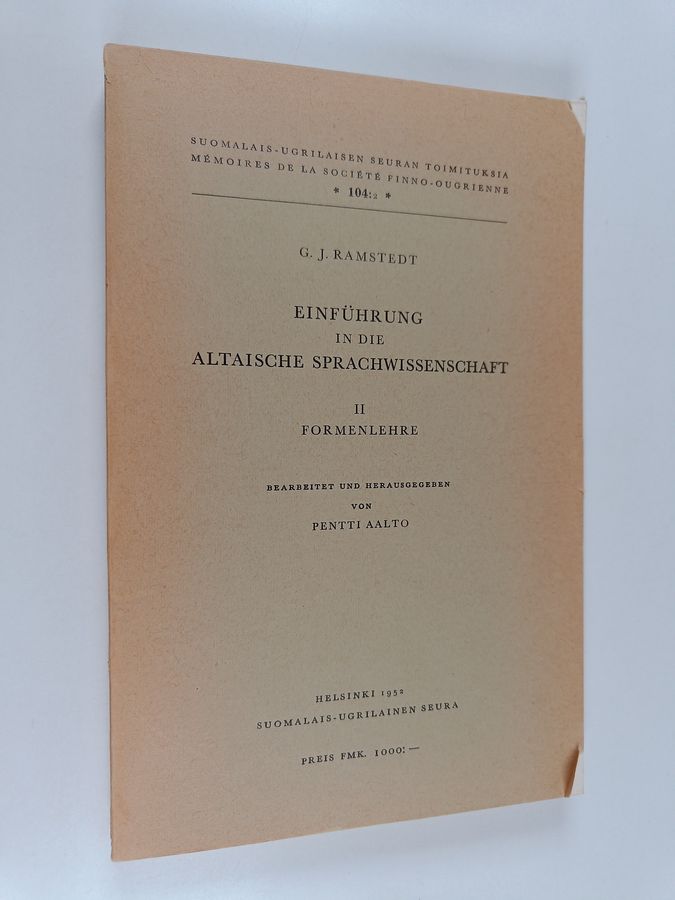 SUOMALAIS-UGRILAISEN SEURAN TOIMITUKSIA
MÉMOIRES DE LA SOCIÉTÉ FINNO-OUGRIENNE
* 104:2 *
G. J. RAMSTEDT
EINFÜHRUNG
IN DIE
ALTAISCHE SPRACHWISSENSCHAFT
II
FORMENLEHRE
BEARBEITET UND HERAUSGEGEBEN
VON
PENTTI AALTO
HELSINKI 1952
SUOMALAIS-UGRILAINEN SEURA
PREIS FMK. 1000:—